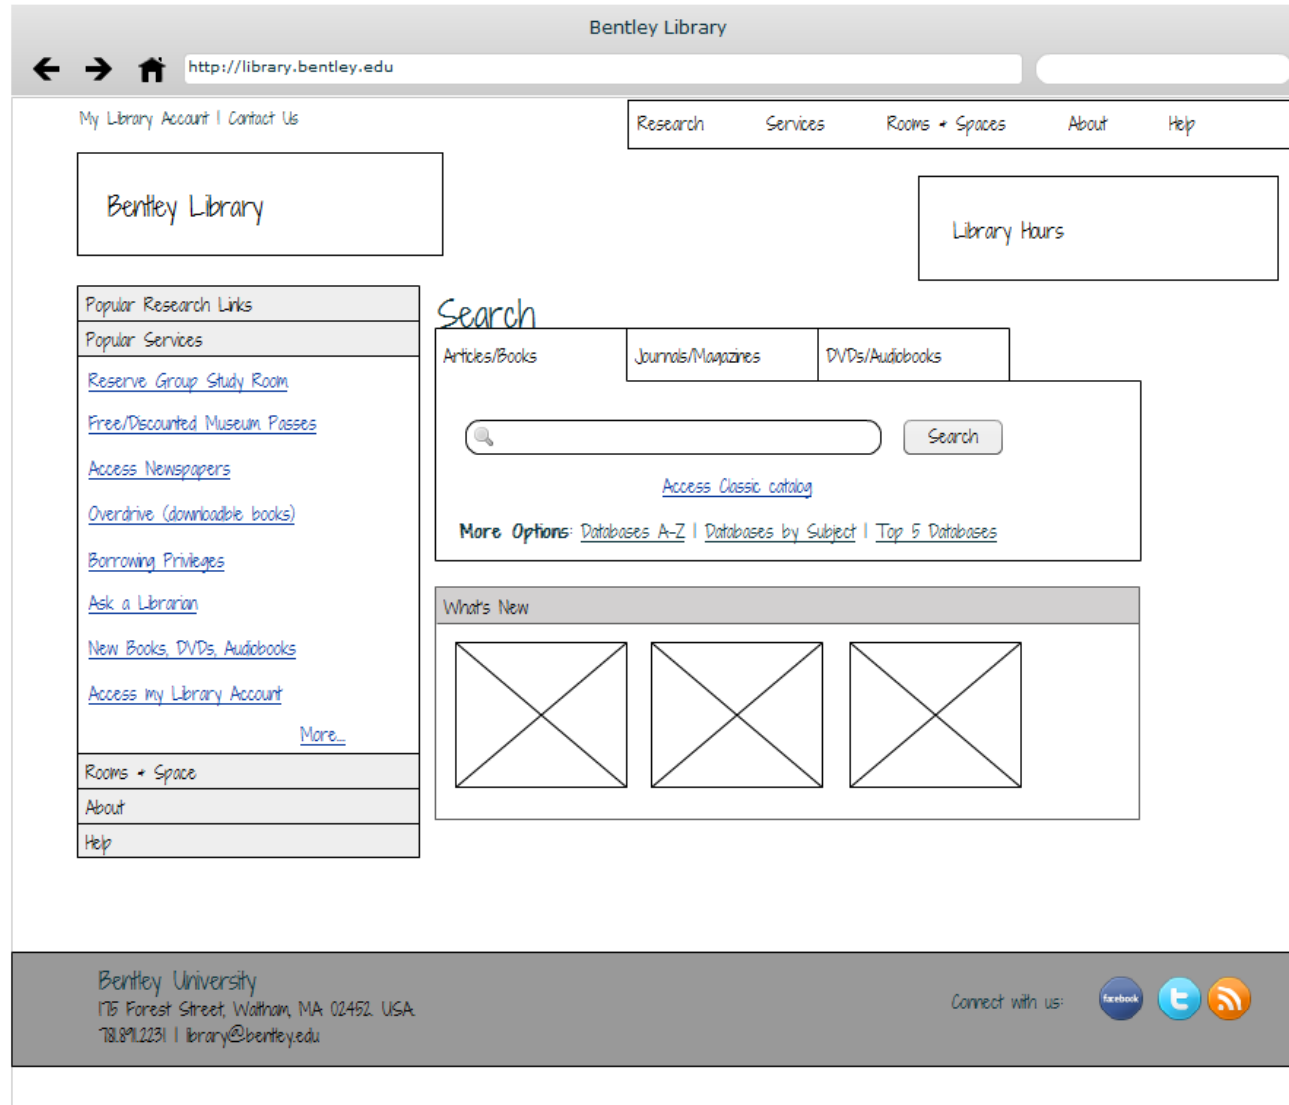 Bentley Library
http://library.bentley.edu
My Library Account | Contact Us
Research Services Rooms + Spaces About Help
Bentley Library
Library Hours
Popular Research Links
Popular Services
Reserve Group Study Room
Free/Discounted Museum Passes
Access Newspapers
Overdrive (downloadble books)
Borrowing Privileges
Ask a Librarian
New Books, DVDs, Audiobooks
Access my Library Account
More...
Rooms + Space
About
Help
Search
Articles/Books Journals/Magazines DVDs/Audiobooks
Search
Access Classic catalog
More Options: Databases A-Z | Databases by Subject | Top 5 Databases
What's New
Bentley University
175 Forest Street, Waltham, MA 02452. USA.
781.891.2231 | library@bentley.edu
Connect with us:
facebook
t